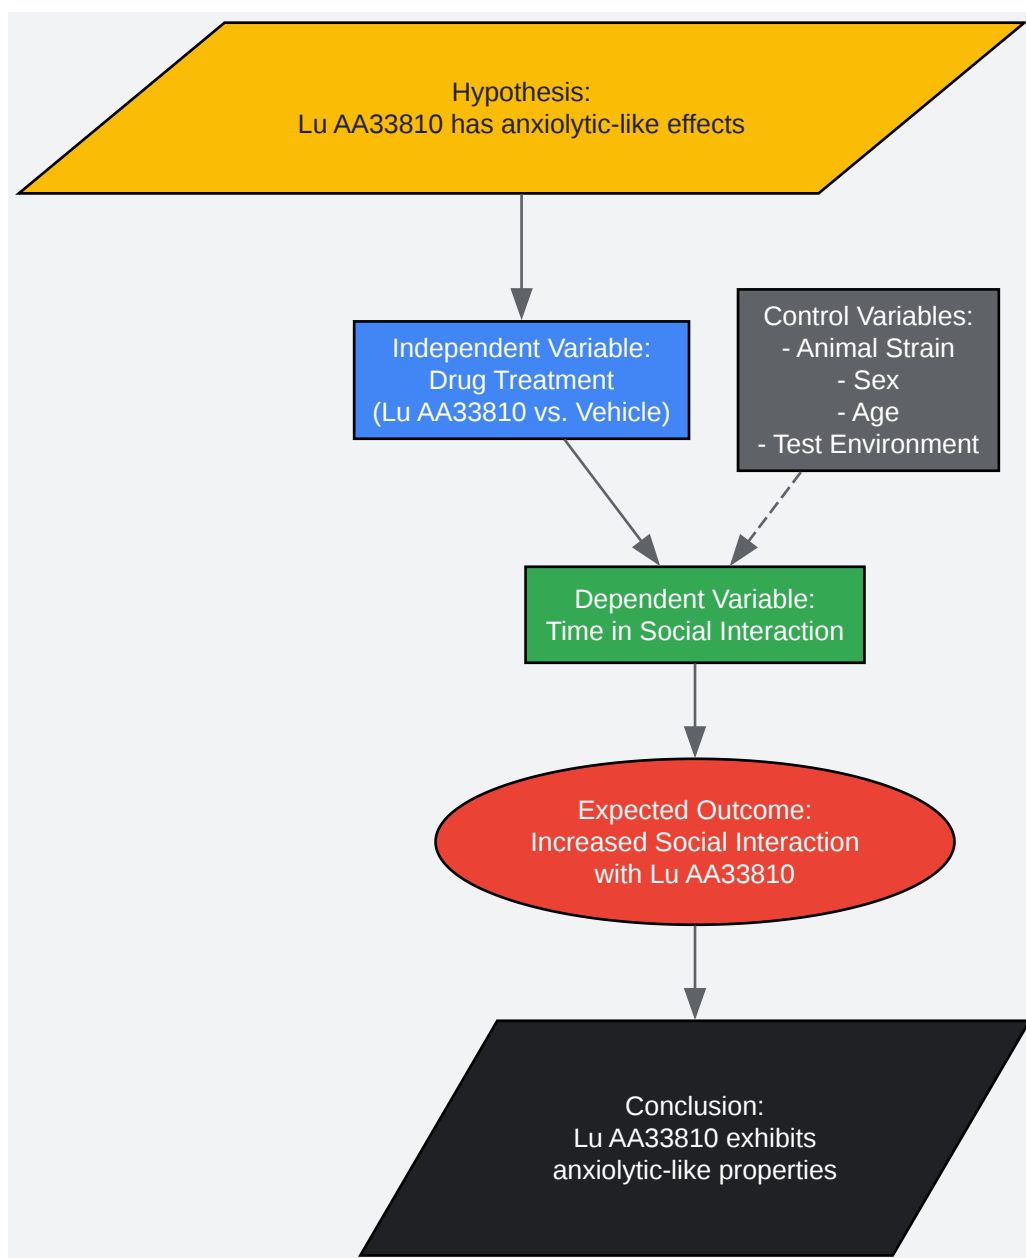 Hypothesis:
Lu AA33810 has anxiolytic-like effects
Independent Variable:
Drug Treatment
(Lu AA33810 vs. Vehicle)
Control Variables:
- Animal Strain
- Sex
- Age
- Test Environment
Dependent Variable:
Time in Social Interaction
Expected Outcome:
Increased Social Interaction
with Lu AA33810
Conclusion:
Lu AA33810 exhibits
anxiolytic-like properties